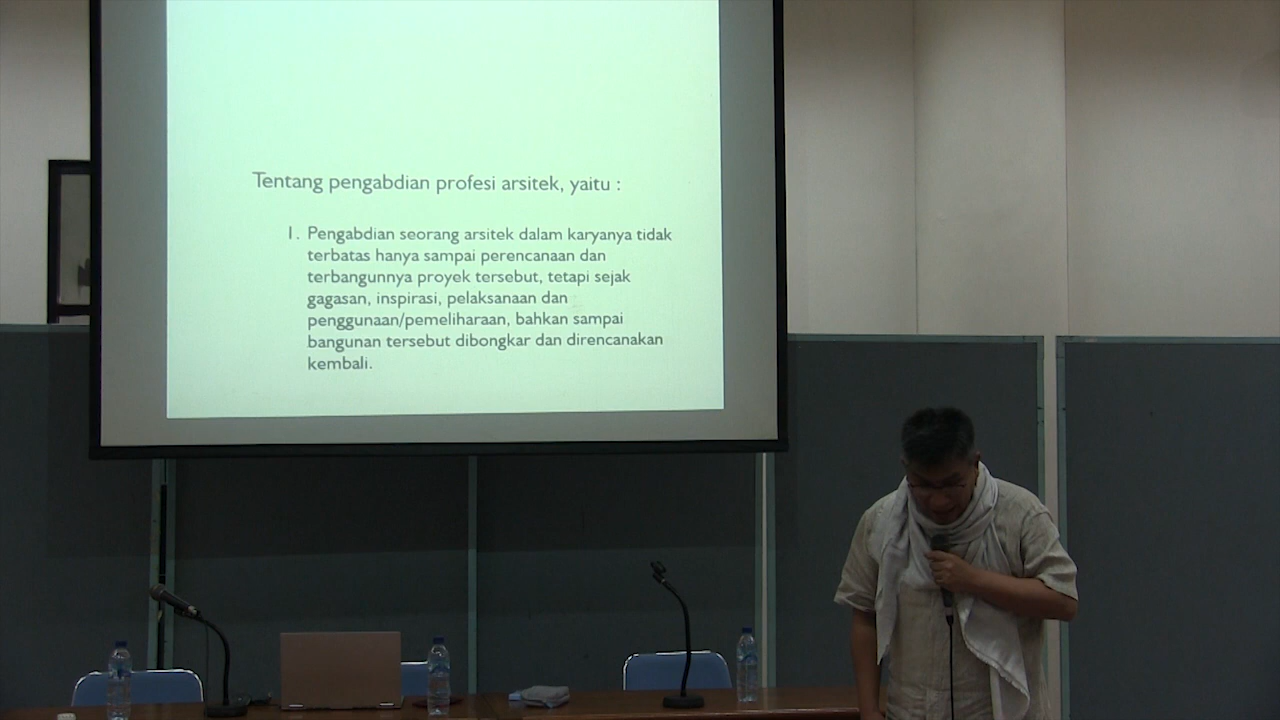 Tentang pengabdian profesi arsitek, yaitu :
1. Pengabdian seorang arsitek dalam karyanya tidak
terbatas hanya sampai perencanaan dan
terbangunnya proyek tersebut, tetapi sejak
gagasan, inspirasi, pelaksanaan dan
penggunaan/pemeliharaan, bahkan sampai
bangunan tersebut dibongkar dan direncanakan
kembali.